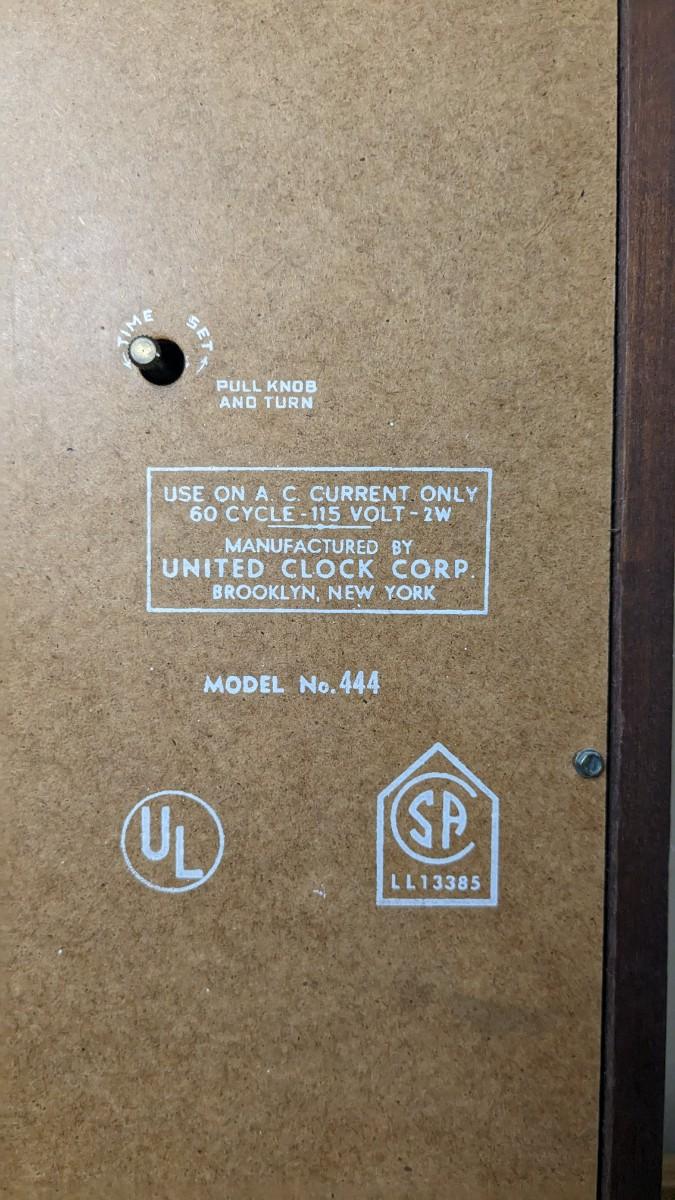 TIME SET
PULL KNOB
AND TURN
USE ON A. C. CURRENT ONLY
60 CYCLE - 115 VOLT - 2W
MANUFACTURED BY
UNITED CLOCK CORP.
BROOKLYN, NEW YORK
MODEL No. 444
UL
CSA
LL13385